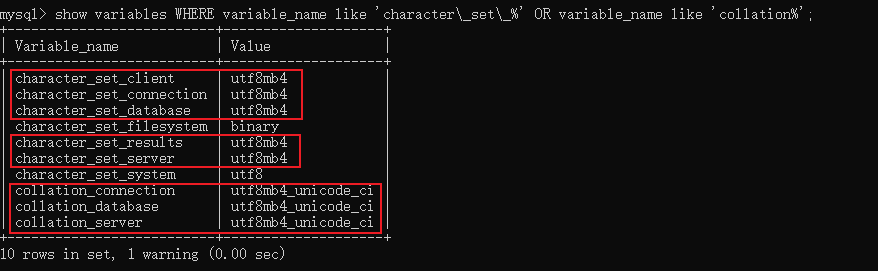 mysql> show variables WHERE variable_name like 'character\_set\_%' OR variable_name like 'collation%';
+--------------------------+--------------------+
| Variable_name            | Value              |
+--------------------------+--------------------+
| character_set_client     | utf8mb4            |
| character_set_connection | utf8mb4            |
| character_set_database   | utf8mb4            |
| character_set_filesystem | binary             |
| character_set_results    | utf8mb4            |
| character_set_server     | utf8mb4            |
| character_set_system     | utf8               |
| collation_connection     | utf8mb4_unicode_ci |
| collation_database       | utf8mb4_unicode_ci |
| collation_server         | utf8mb4_unicode_ci |
+--------------------------+--------------------+
10 rows in set, 1 warning (0.00 sec)